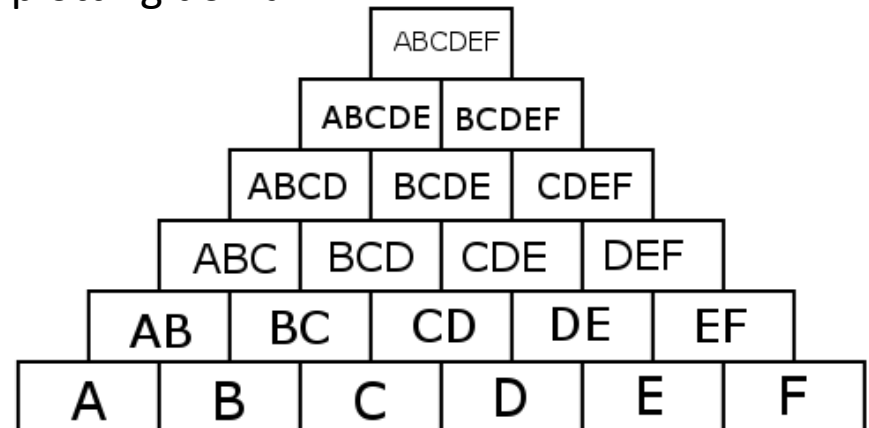 ABCDEF
ABCDE BCDEF
ABCD BCDE CDEF
ABC BCD CDE DEF
AB BC CD DE EF
A B C D E F